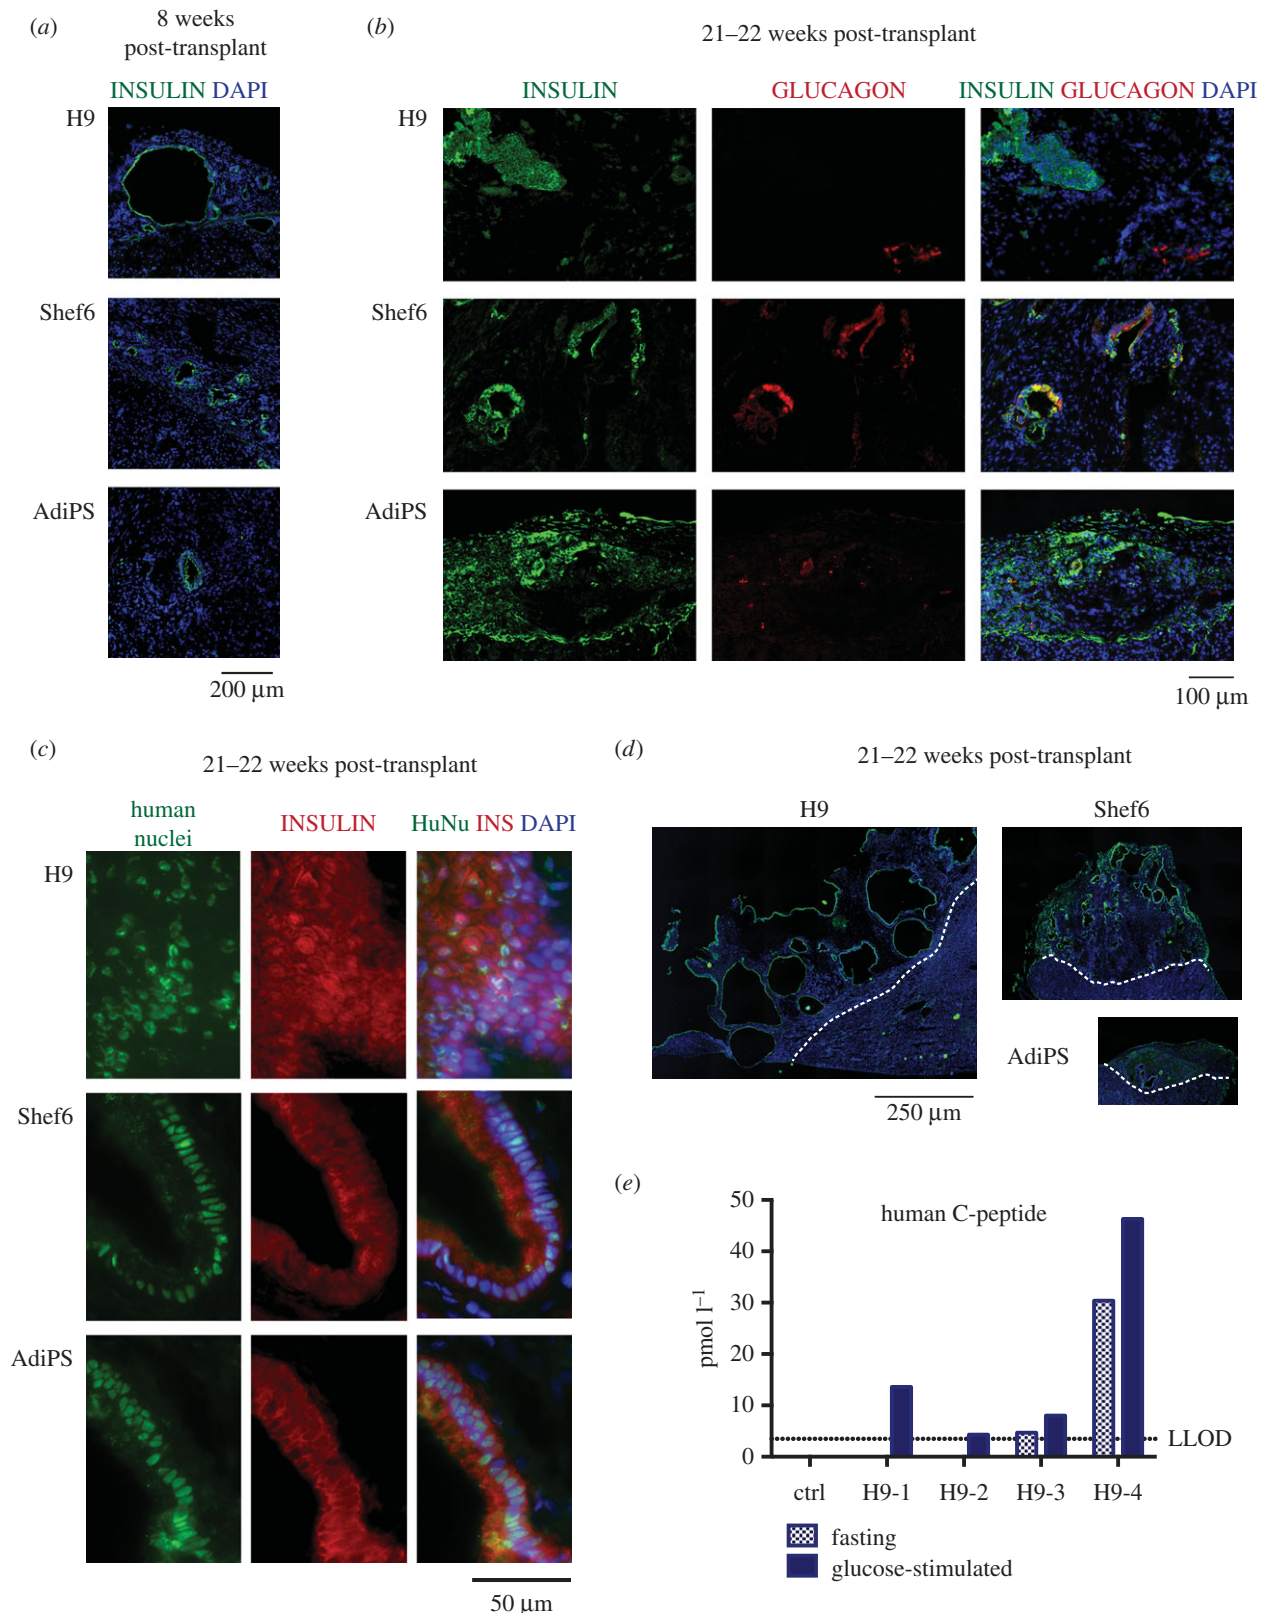 (a)
8 weeks
post-transplant
INSULIN DAPI
H9
Shef6
AdiPS
200 μm
(b)
21–22 weeks post-transplant
INSULIN
GLUCAGON
INSULIN GLUCAGON DAPI
H9
Shef6
AdiPS
100 μm
(c)
21–22 weeks post-transplant
human
nuclei
INSULIN
HuNu INS DAPI
H9
Shef6
AdiPS
50 μm
(d)
21–22 weeks post-transplant
H9
Shef6
AdiPS
250 μm
(e)
human C-peptide
pmol l⁻¹
50
40
30
20
10
0
LLOD
ctrl
H9-1
H9-2
H9-3
H9-4
fasting
glucose-stimulated